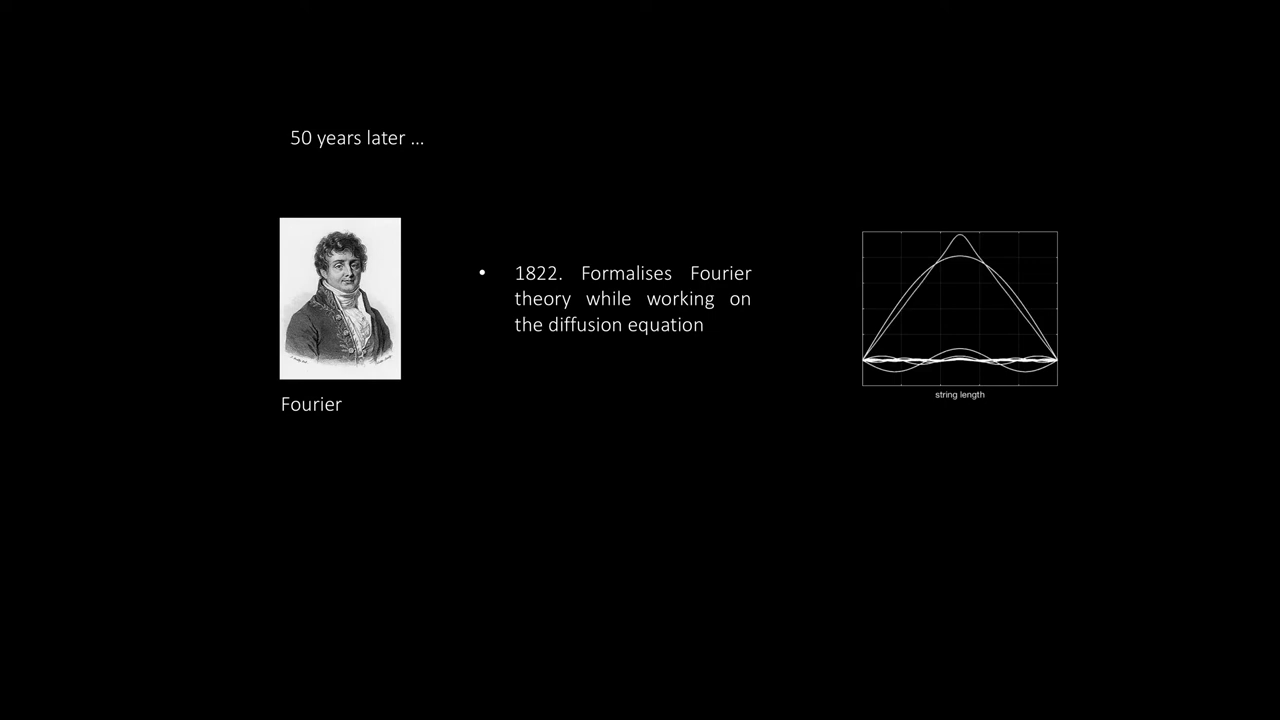 50 years later ...
• 1822. Formalises Fourier
theory while working on
the diffusion equation
Fourier
string length